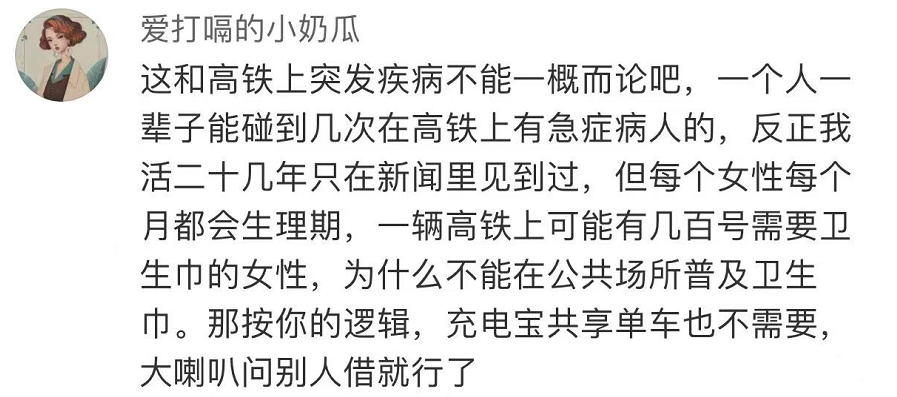 爱打嗝的小奶瓜
这和高铁上突发疾病不能一概而论吧，一个人一
辈子能碰到几次在高铁上有急症病人的，反正我
活二十几年只在新闻里见到过，但每个女性每个
月都会生理期，一辆高铁上可能有几百号需要卫
生巾的女性，为什么不能在公共场所普及卫生
巾。那按你的逻辑，充电宝共享单车也不需要，
大喇叭问别人借就行了